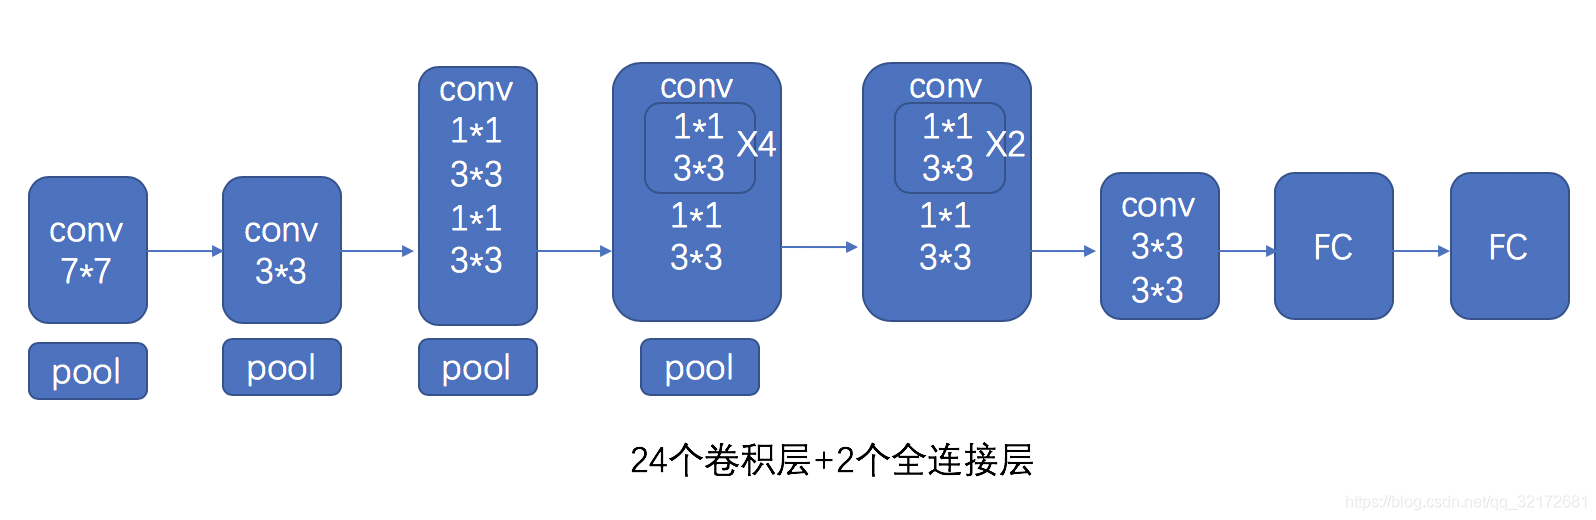 conv
7*7
pool
conv
3*3
pool
conv
1*1
3*3
1*1
3*3
pool
conv
1*1
3*3
X4
1*1
3*3
pool
conv
1*1
3*3
X2
1*1
3*3
conv
3*3
3*3
FC
FC
24个卷积层+2个全连接层
https://blog.csdn.net/qq_32172681